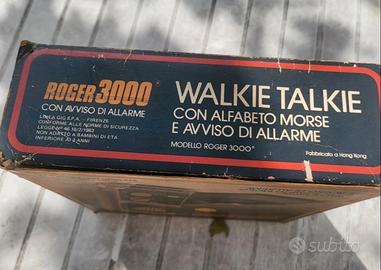 ROGER 3000
CON AVVISO DI ALLARME
LINEA GIG S.P.A. - FIRENZE
CONFORME ALLE NORME DI SICUREZZA
LEGGE N° 46 18/2/1983
NON ADATTO A BAMBINI DI ETÀ
INFERIORE AI 3 ANNI
WALKIE TALKIE
CON ALFABETO MORSE
E AVVISO DI ALLARME
MODELLO ROGER 3000"
Fabbricato a Hong Kong
subito